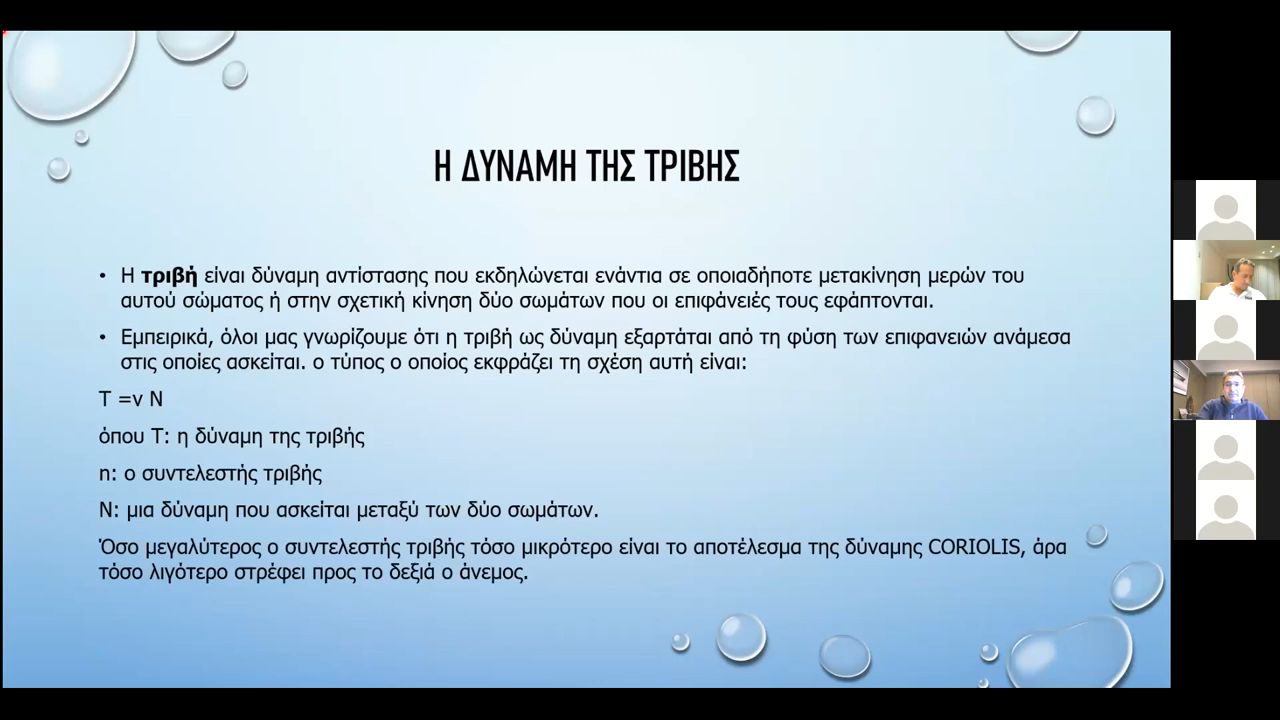 Η ΔΥΝΑΜΗ ΤΗΣ ΤΡΙΒΗΣ
• Η τριβή είναι δύναμη αντίστασης που εκδηλώνεται ενάντια σε οποιαδήποτε μετακίνηση μερών του
αυτού σώματος ή στην σχετική κίνηση δύο σωμάτων που οι επιφάνειές τους εφάπτονται.
• Εμπειρικά, όλοι μας γνωρίζουμε ότι η τριβή ως δύναμη εξαρτάται από τη φύση των επιφανειών ανάμεσα
στις οποίες ασκείται. ο τύπος ο οποίος εκφράζει τη σχέση αυτή είναι:
Τ =ν Ν
όπου Τ: η δύναμη της τριβής
n: ο συντελεστής τριβής
Ν: μια δύναμη που ασκείται μεταξύ των δύο σωμάτων.
Όσο μεγαλύτερος ο συντελεστής τριβής τόσο μικρότερο είναι το αποτέλεσμα της δύναμης CORIOLIS, άρα
τόσο λιγότερο στρέφει προς το δεξιά ο άνεμος.